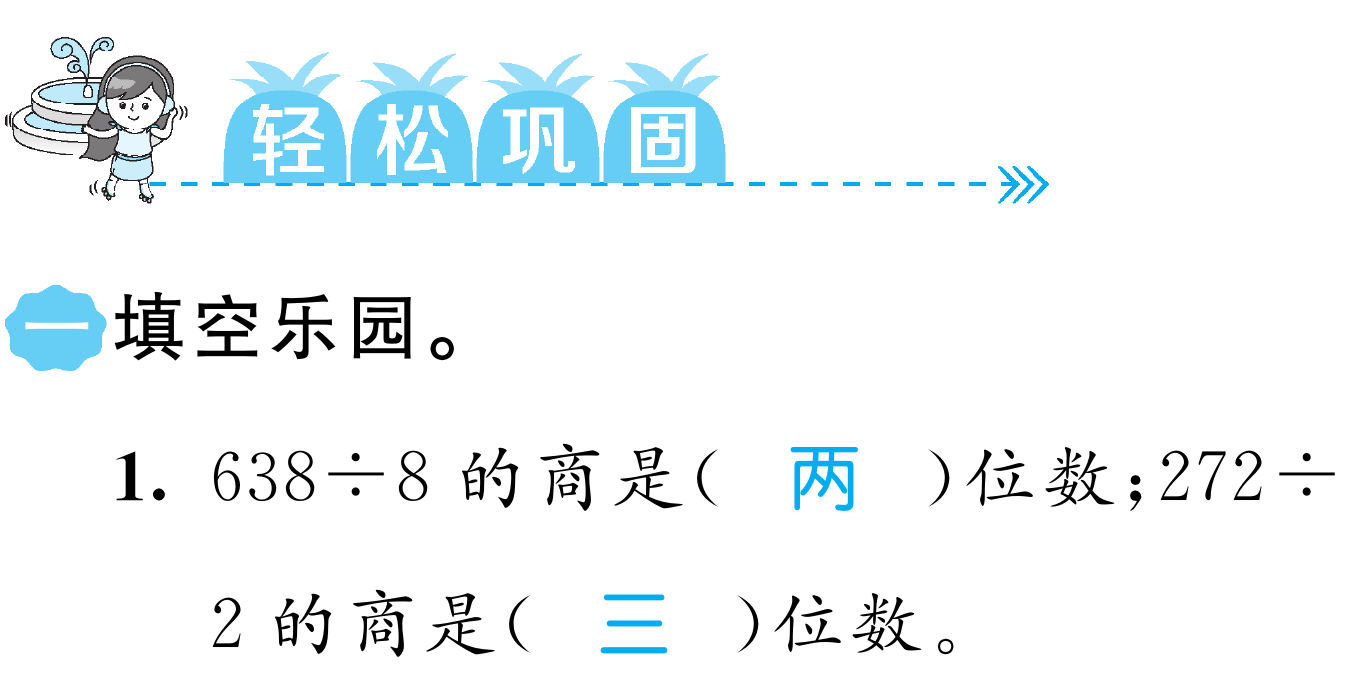 轻松巩固
一 填空乐园。
1. 638÷8 的商是( 两 )位数;272÷
2 的商是( 三 )位数。